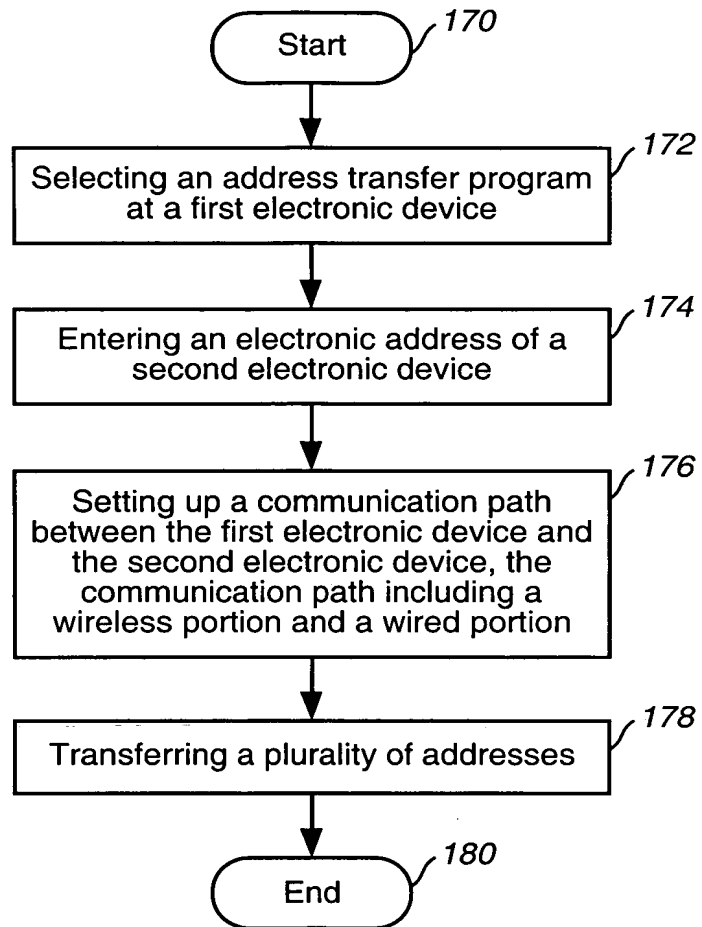 Start
170
172
Selecting an address transfer program
at a first electronic device
174
Entering an electronic address of a
second electronic device
176
Setting up a communication path
between the first electronic device and
the second electronic device, the
communication path including a
wireless portion and a wired portion
178
Transferring a plurality of addresses
180
End